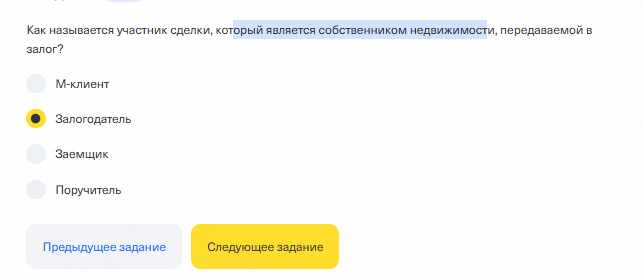 Как называется участник сделки, который является собственником недвижимости, передаваемой в
залог?
М-клиент
Залогодатель
Заемщик
Поручитель
Предыдущее задание
Следующее задание